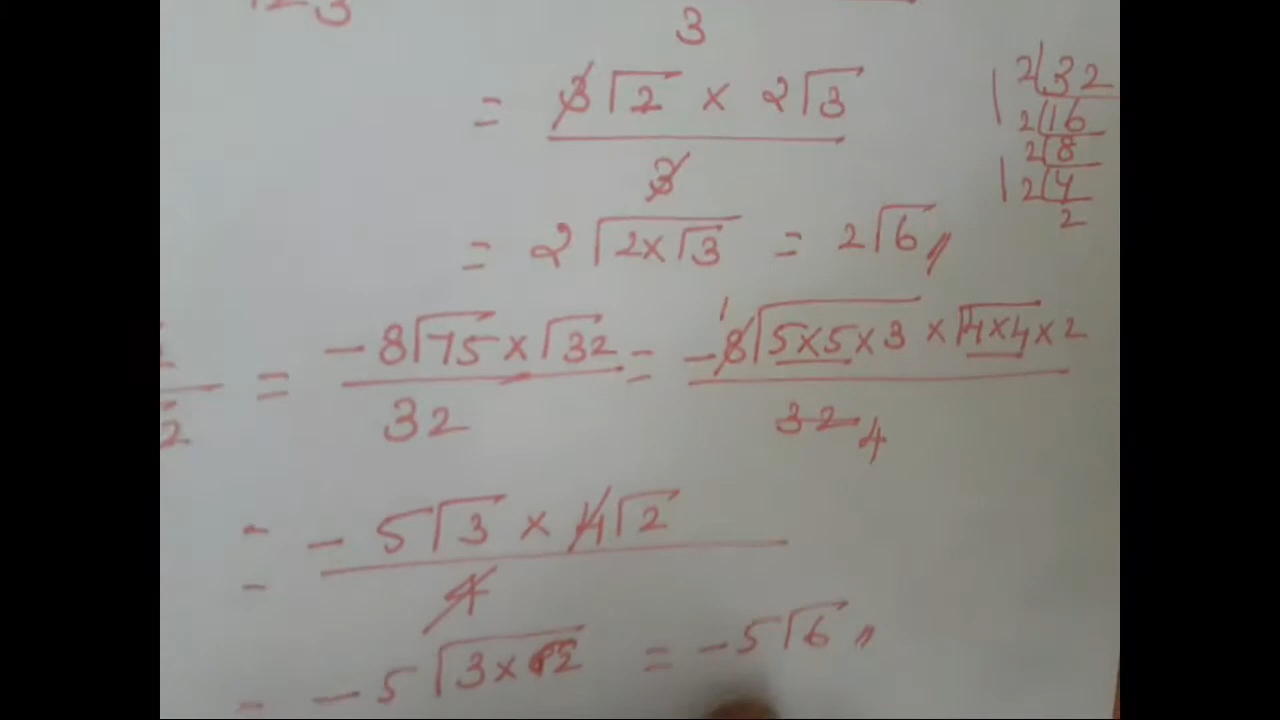 3
= 3√2 × 2√3 / 3
= 2√2×√3 = 2√6
2|32
2|16
2|8
2|4
2
= -8√75 × √32 / 32 = -8√5×5×3 × √4×4×2 / 32 1 4
= -5√3 × 4√2 / 4
= -5√3×2 = -5√6